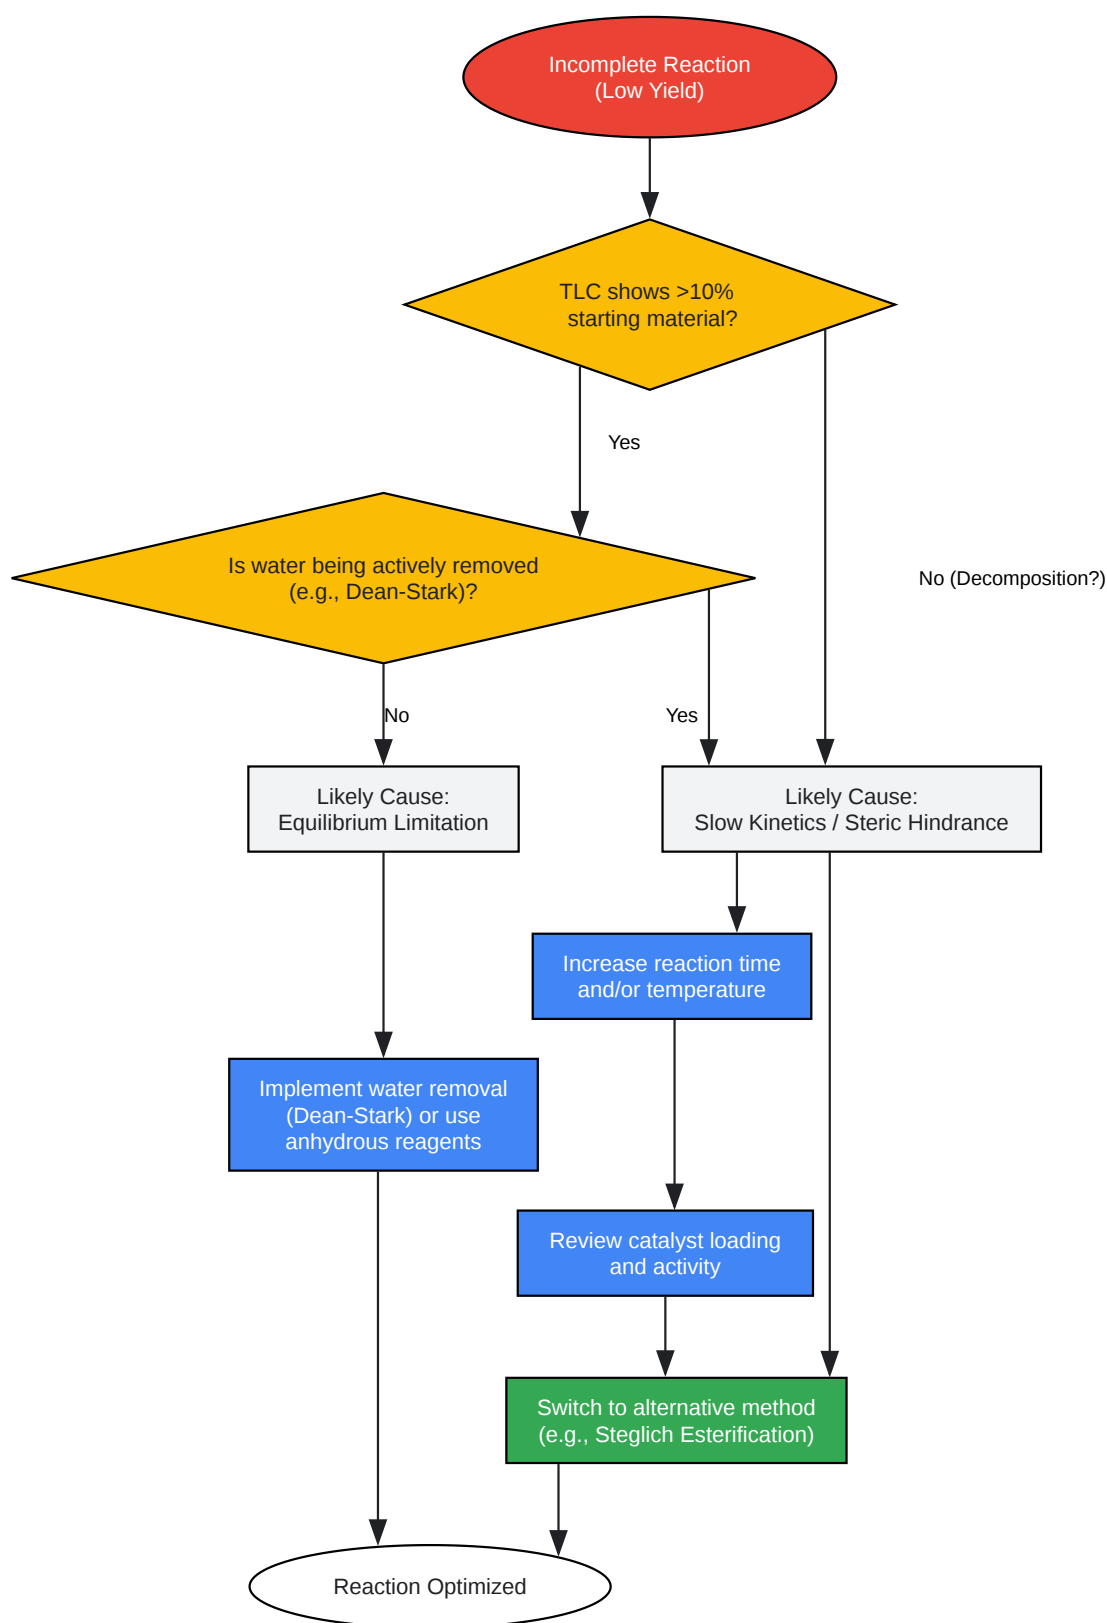 Incomplete Reaction
(Low Yield)
TLC shows >10%
starting material?
Yes
Is water being actively removed
(e.g., Dean-Stark)?
No (Decomposition?)
No
Yes
Likely Cause:
Equilibrium Limitation
Likely Cause:
Slow Kinetics / Steric Hindrance
Increase reaction time
and/or temperature
Implement water removal
(Dean-Stark) or use
anhydrous reagents
Review catalyst loading
and activity
Switch to alternative method
(e.g., Steglich Esterification)
Reaction Optimized